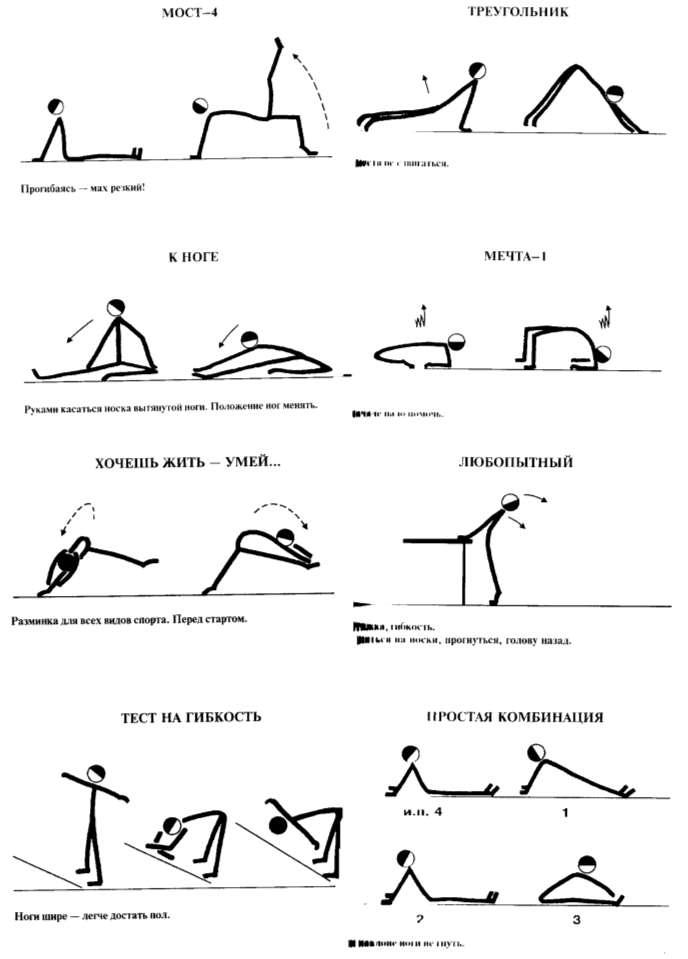 МОСТ–4
Прогибаясь — мах резкий!
ТРЕУГОЛЬНИК
не
К НОГЕ
Руками касаться носка вытянутой ноги. Положение ног менять.
МЕЧТА–1
помочь.
ХОЧЕШЬ ЖИТЬ — УМЕЙ...
Разминка для всех видов спорта. Перед стартом.
ЛЮБОПЫТНЫЙ
гибкость.
на носки, прогнуться, голову назад.
ТЕСТ НА ГИБКОСТЬ
Ноги шире — легче достать пол.
ПРОСТАЯ КОМБИНАЦИЯ
и.п. 4 1
2 3
ноги не гнуть.